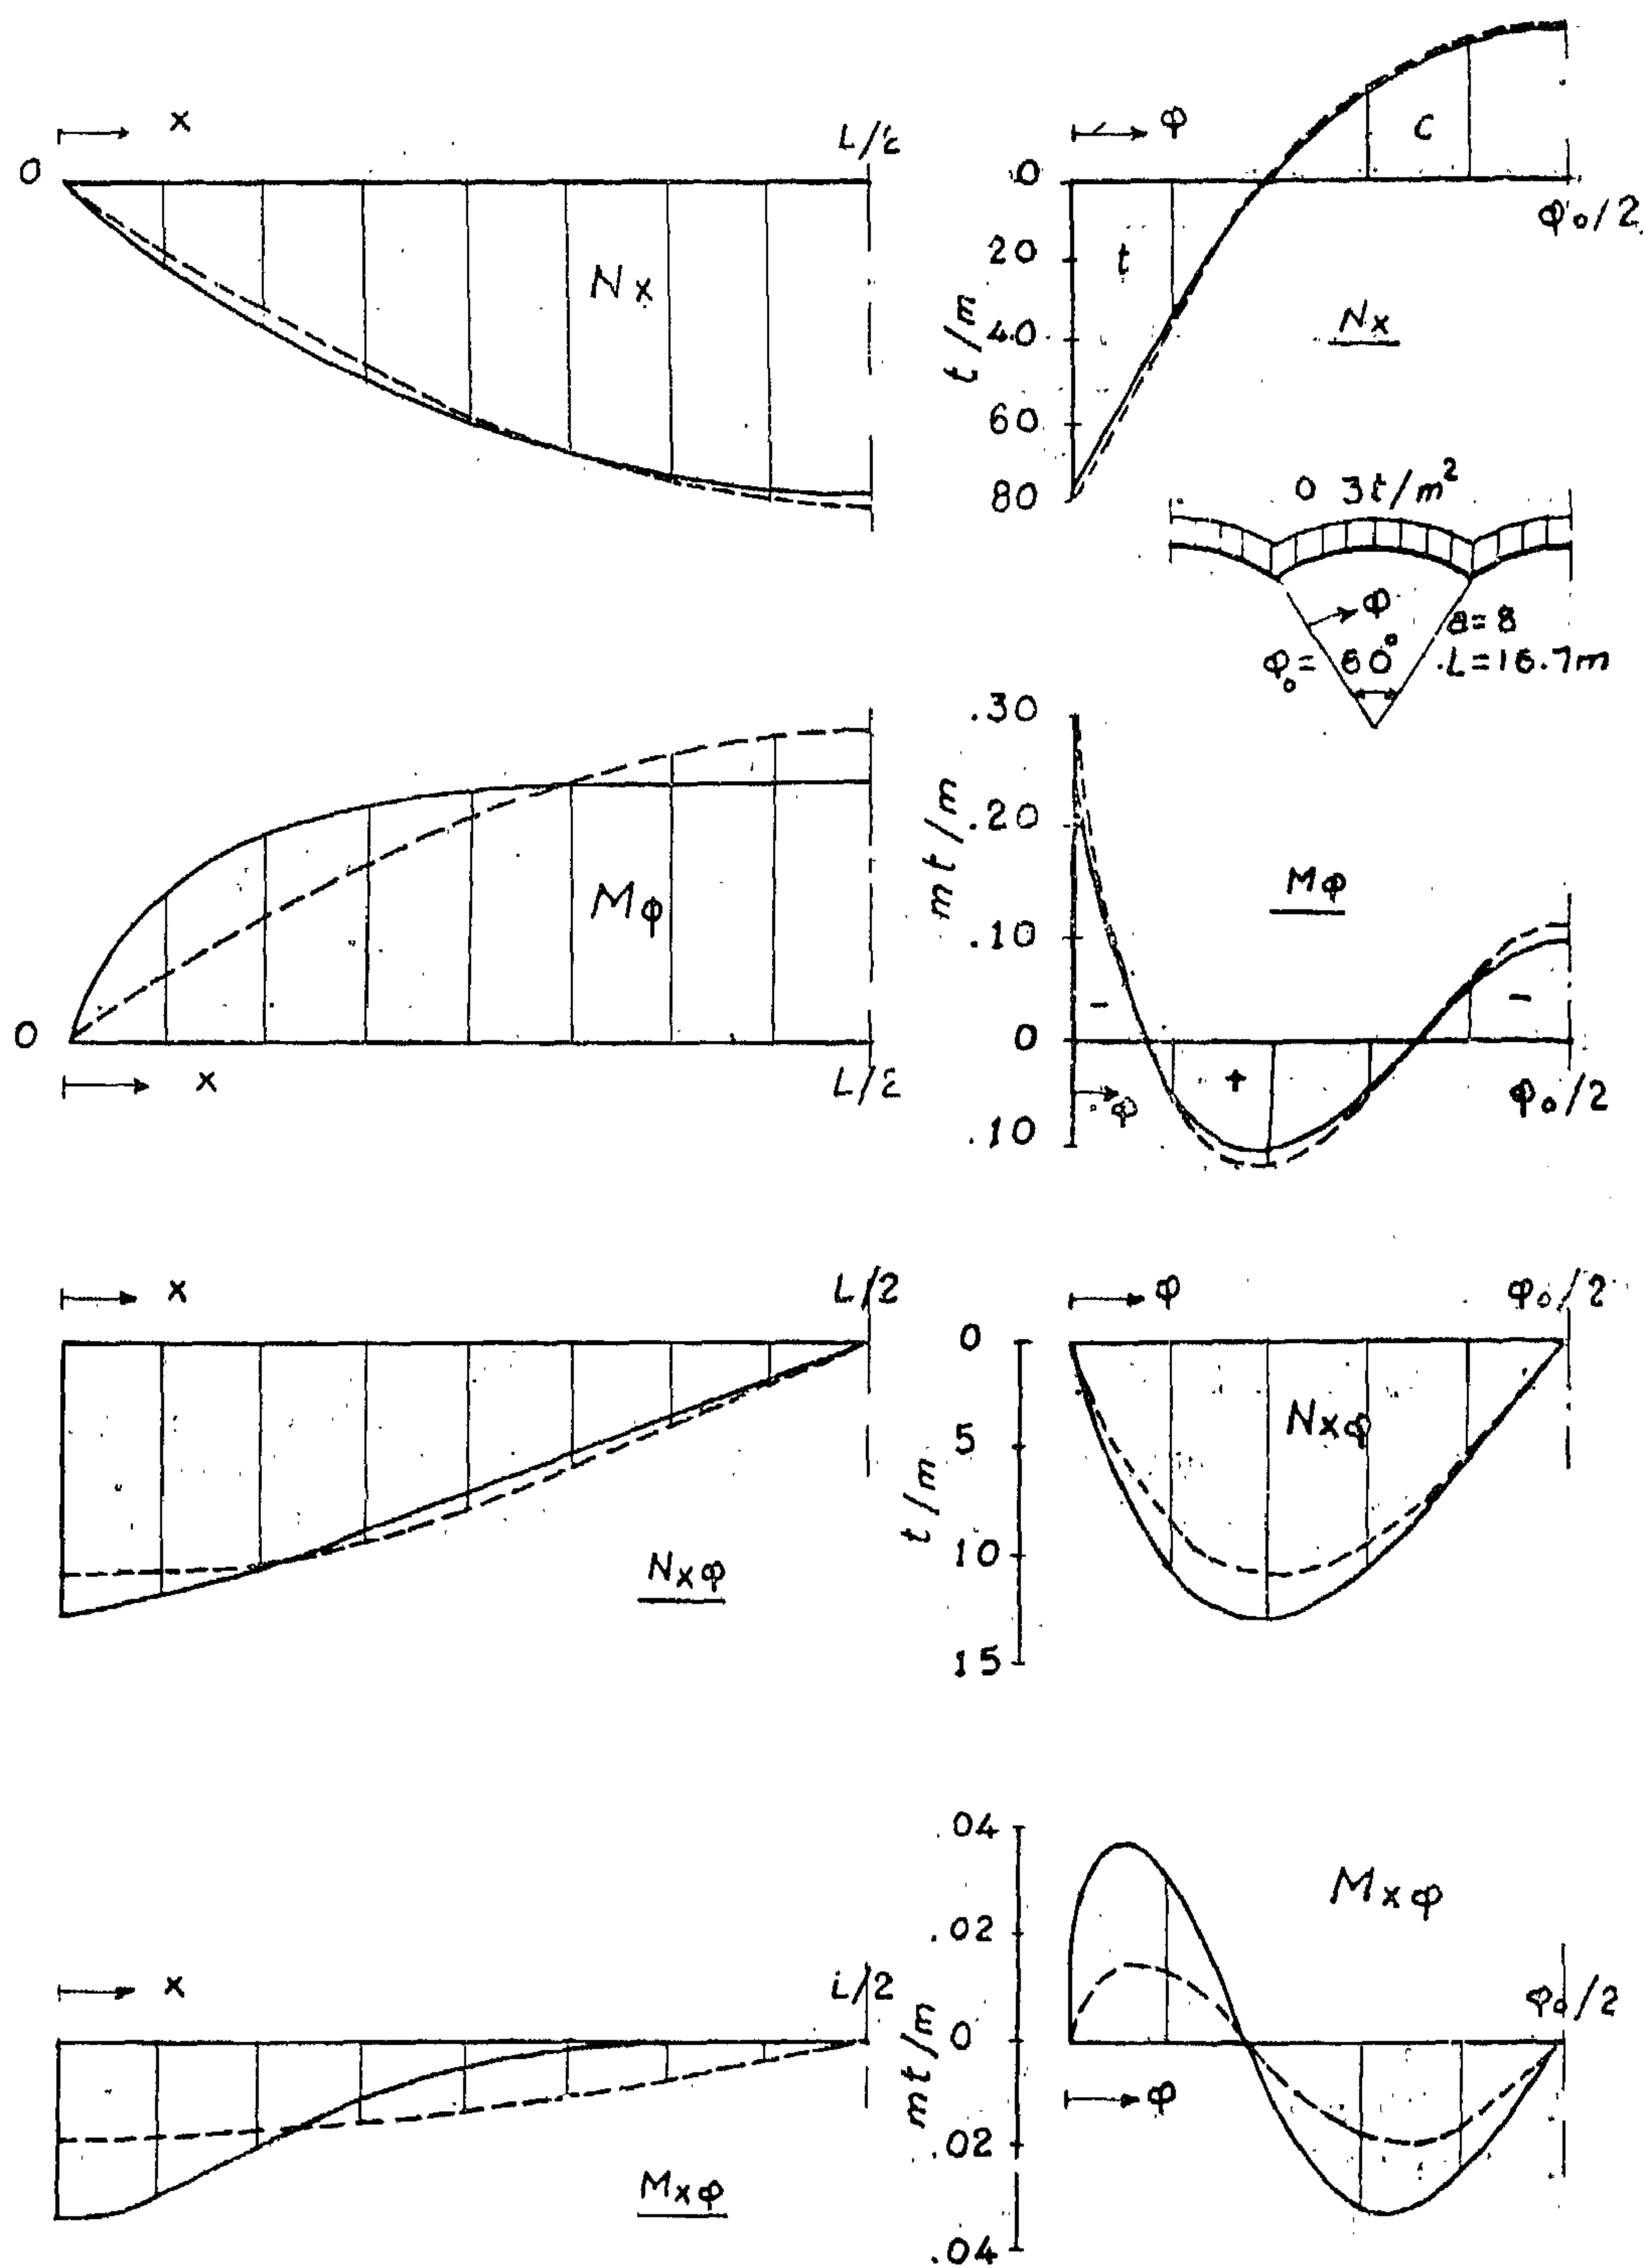 x
L/2
0
Nx
φ
0
20
40
60
80
t/m
t
c
φo/2
Nx
0 3t/m²
φ
a=8
φo= 60°
L=16.7m
Mφ
0
x
L/2
.30
.20
.10
0
.10
mt/m
Mφ
-
+
-
φ
φo/2
x
L/2
Nxφ
φ
φo/2
0
5
10
15
t/m
Nxφ
x
L/2
Mxφ
04
.02
0
.02
.04
mt/m
Mxφ
φ
φo/2